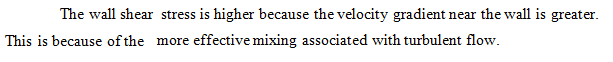 The wall shear stress is higher because the velocity gradient near the wall is greater.
This is because of the more effective mixing associated with turbulent flow.